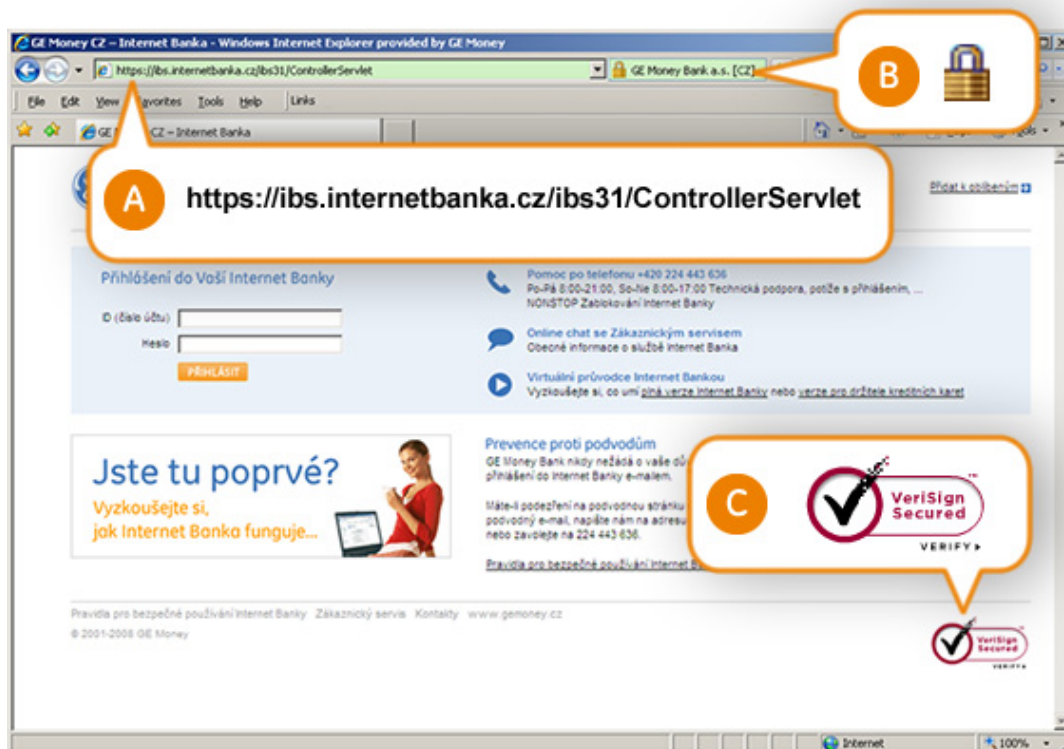 GE Money CZ – Internet Banka - Windows Internet Explorer provided by GE Money
https://ibs.internetbanka.cz/ibs31/ControllerServlet
GE Money Bank a.s. [CZ]
B
File Edit View Favorites Tools Help Links
CZ – Internet Banka
A
https://ibs.internetbanka.cz/ibs31/ControllerServlet
Přidat k oblíbeným
Přihlášení do Vaší Internet Banky
ID (číslo účtu)
Heslo
PŘIHLÁSIT
Pomoc po telefonu +420 224 443 636
Po-Pá 8:00-21:00, So-Ne 8:00-17:00 Technická podpora, potíže s přihlášením, ...
NONSTOP Zablokování Internet Banky
Online chat se Zákaznickým servisem
Obecné informace o službě Internet Banka
Virtuální průvodce Internet Bankou
Vyzkoušejte si, co umí plná verze Internet Banky nebo verze pro držitele kreditních karet
Jste tu poprvé?
Vyzkoušejte si,
jak Internet Banka funguje...
Prevence proti podvodům
GE Money Bank nikdy nežádá o vaše
přihlášení do Internet Banky e-mailem.
Máte-li podezření na podvodnou stránku
podvodný e-mail, napište nám na adresu
nebo zavolejte na 224 443 636.
Pravidla pro bezpečné používání Internet
C
VeriSign
Secured
™
VERIFY
Pravidla pro bezpečné používání Internet Banky Zákaznický servis Kontakty www.gemoney.cz
© 2001-2008 GE Money
VeriSign
Secured
VERIFY
Internet
100%